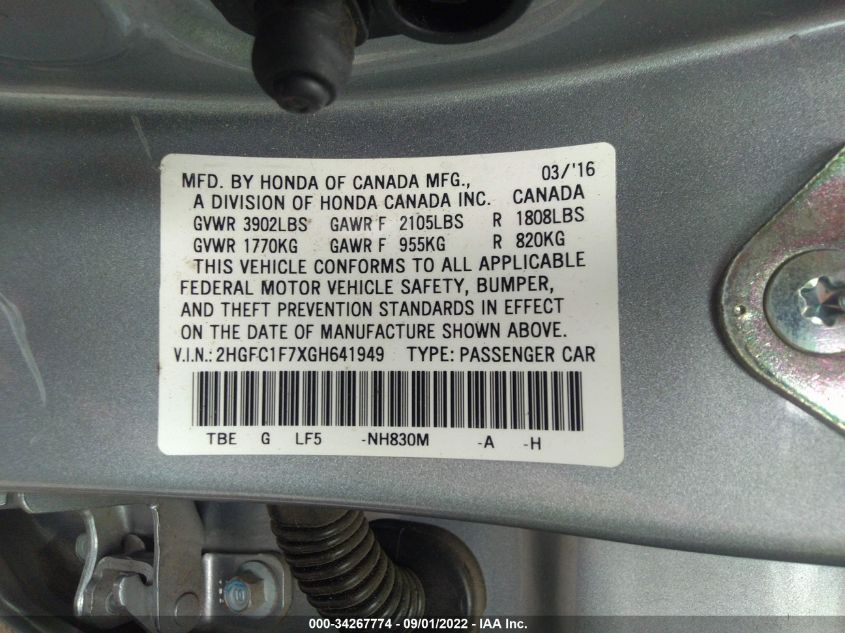 MFD. BY HONDA OF CANADA MFG., 03/'16
A DIVISION OF HONDA CANADA INC. CANADA
GVWR 3902LBS GAWR F 2105LBS R 1808LBS
GVWR 1770KG GAWR F 955KG R 820KG
THIS VEHICLE CONFORMS TO ALL APPLICABLE
FEDERAL MOTOR VEHICLE SAFETY, BUMPER,
AND THEFT PREVENTION STANDARDS IN EFFECT
ON THE DATE OF MANUFACTURE SHOWN ABOVE.
V.I.N.: 2HGFC1F7XGH641949 TYPE: PASSENGER CAR
TBE G LF5 -NH830M -A -H
000-34267774 - 09/01/2022 - IAA Inc.